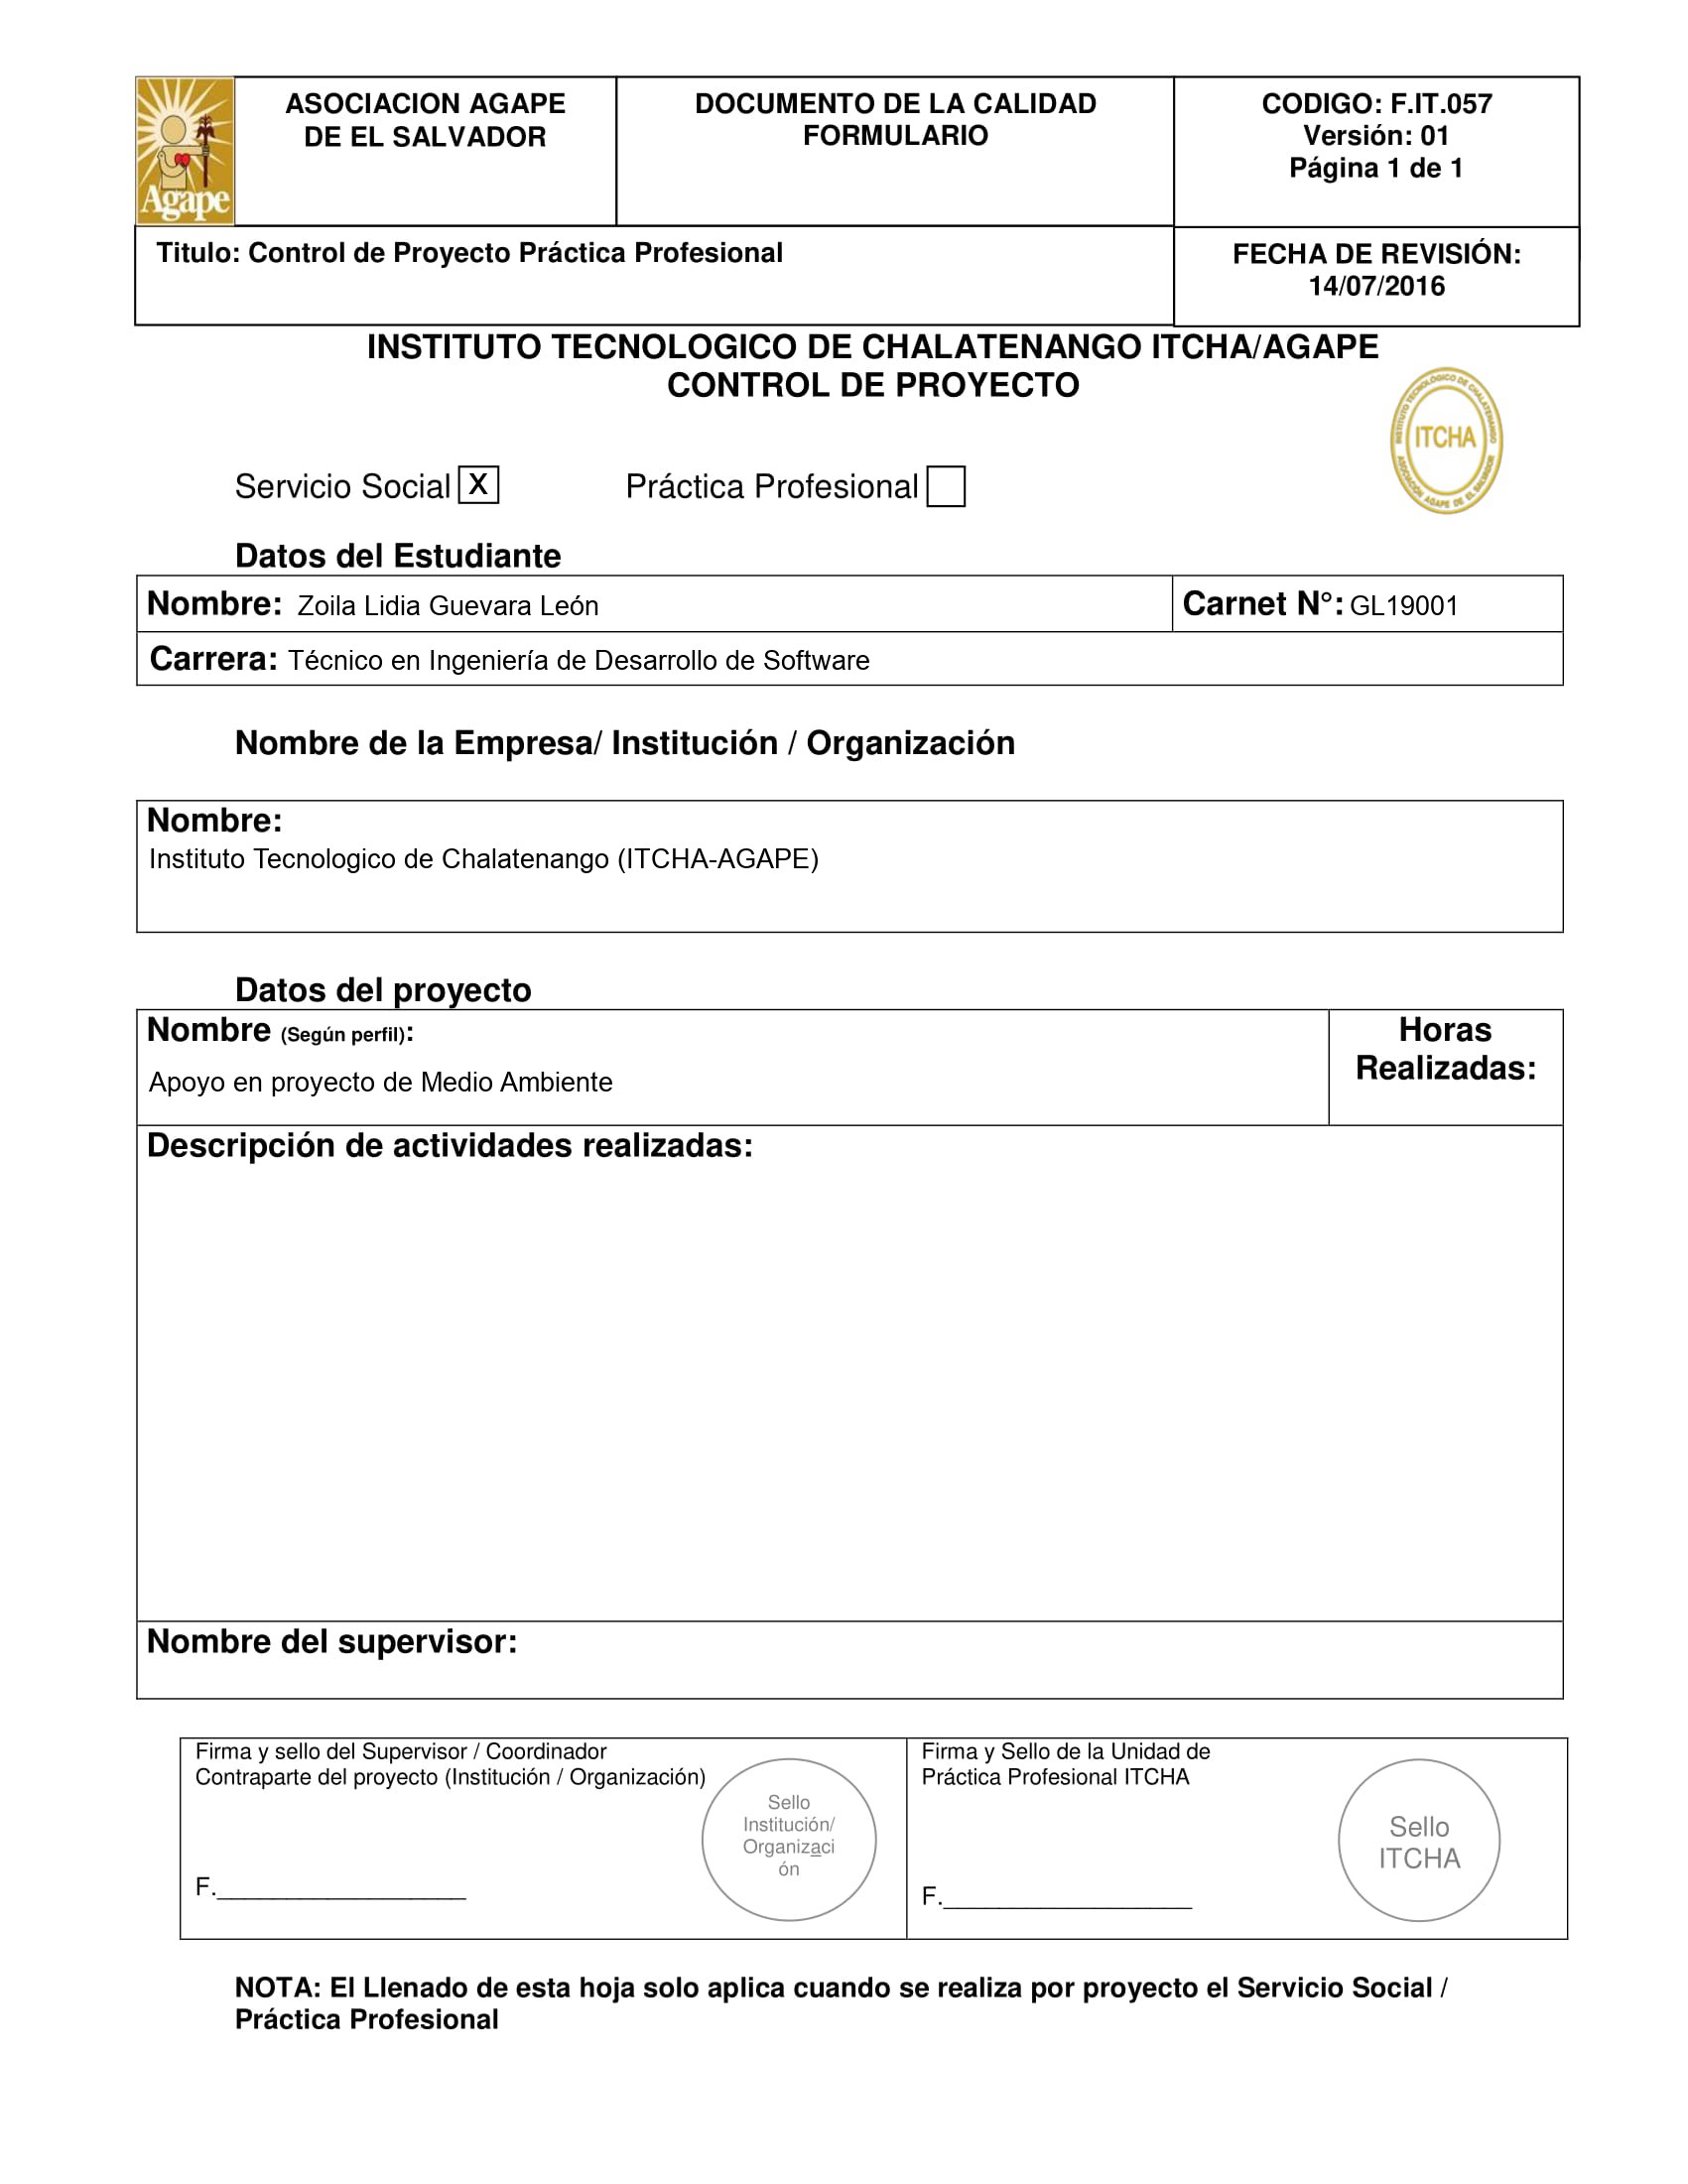 Agape
ASOCIACION AGAPE
DE EL SALVADOR
DOCUMENTO DE LA CALIDAD
FORMULARIO
CODIGO: F.IT.057
Versión: 01
Página 1 de 1
Titulo: Control de Proyecto Práctica Profesional
FECHA DE REVISIÓN:
14/07/2016
INSTITUTO TECNOLOGICO DE CHALATENANGO ITCHA/AGAPE
CONTROL DE PROYECTO
INSTITUTO TECNOLÓGICO DE CHALATENANGO
ITCHA
ASOCIACIÓN AGAPE DE EL SALVADOR
Servicio Social X Práctica Profesional
Datos del Estudiante
Nombre: Zoila Lidia Guevara León Carnet N°: GL19001
Carrera: Técnico en Ingeniería de Desarrollo de Software
Nombre de la Empresa/ Institución / Organización
Nombre:
Instituto Tecnologico de Chalatenango (ITCHA-AGAPE)
Datos del proyecto
Nombre (Según perfil):
Apoyo en proyecto de Medio Ambiente
Horas
Realizadas:
Descripción de actividades realizadas:
Nombre del supervisor:
Firma y sello del Supervisor / Coordinador
Contraparte del proyecto (Institución / Organización)
Sello
Institución/
Organizaci
ón
F.__________________
Firma y Sello de la Unidad de
Práctica Profesional ITCHA
Sello
ITCHA
F.__________________
NOTA: El Llenado de esta hoja solo aplica cuando se realiza por proyecto el Servicio Social /
Práctica Profesional